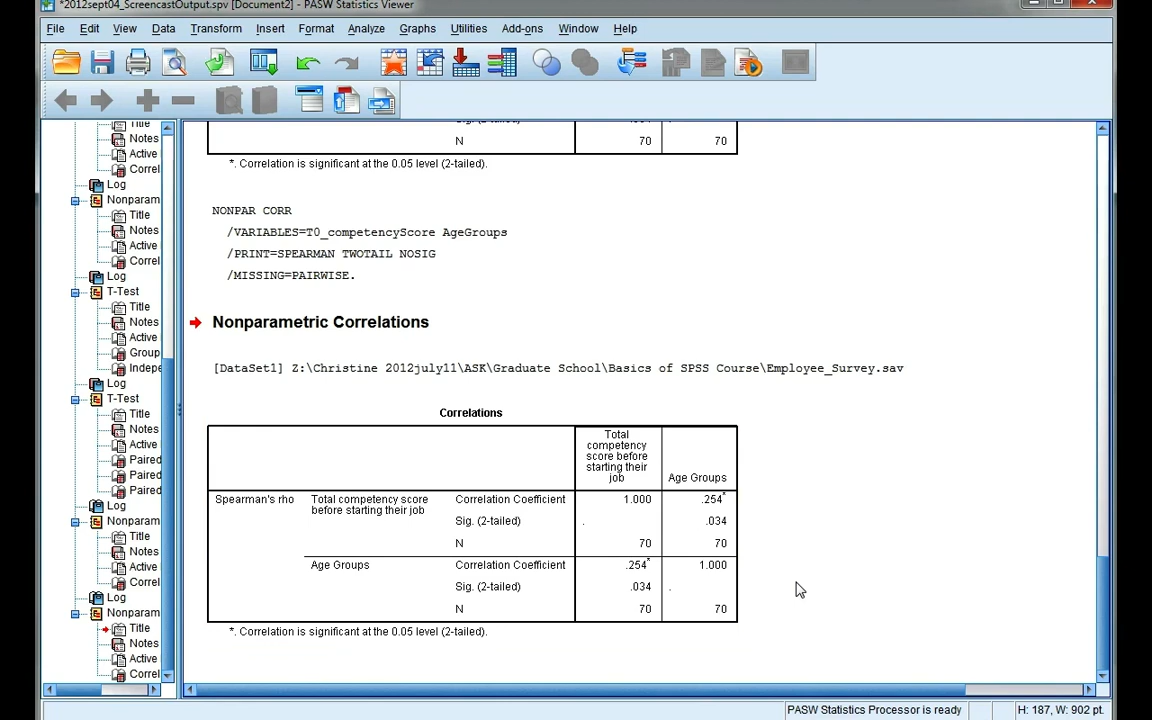 *2012sept04_ScreencastOutput.spv [Document2] - PASW Statistics Viewer
File Edit View Data Transform Insert Format Analyze Graphs Utilities Add-ons Window Help
Title
Notes
Active
Correl
Log
Nonparam
Title
Notes
Active
Correl
Log
T-Test
Title
Notes
Active
Group
Indepe
Log
T-Test
Title
Notes
Active
Paired
Paired
Paired
Log
Nonparam
Title
Notes
Active
Correl
Log
Nonparam
Title
Notes
Active
Correl
N 70 70
*. Correlation is significant at the 0.05 level (2-tailed).
NONPAR CORR
/VARIABLES=T0_competencyScore AgeGroups
/PRINT=SPEARMAN TWOTAIL NOSIG
/MISSING=PAIRWISE.
Nonparametric Correlations
[DataSet1] Z:\Christine 2012july11\ASK\Graduate School\Basics of SPSS Course\Employee_Survey.sav
Correlations
Total
competency
score before
starting their
job Age Groups
Spearman's rho Total competency score Correlation Coefficient 1.000 .254*
before starting their job
Sig. (2-tailed) . .034
N 70 70
Age Groups Correlation Coefficient .254* 1.000
Sig. (2-tailed) .034 .
N 70 70
*. Correlation is significant at the 0.05 level (2-tailed).
PASW Statistics Processor is ready H: 187, W: 902 pt.